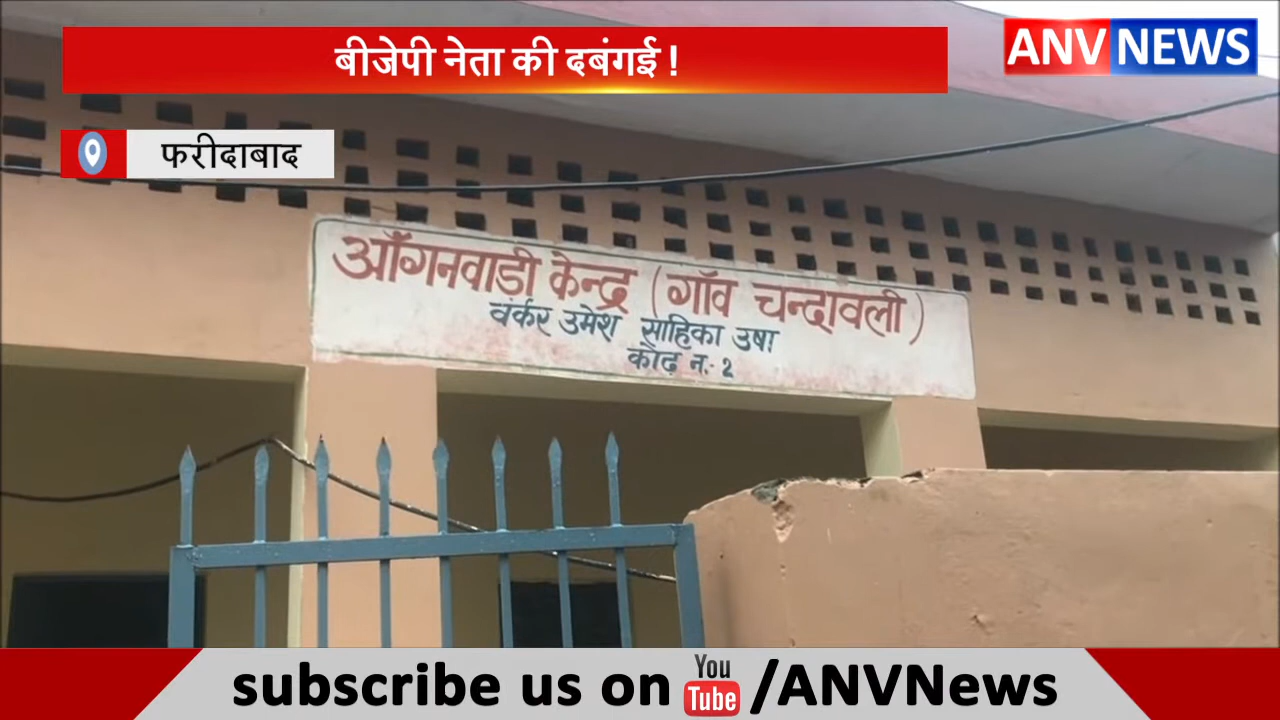 बीजेपी नेता की दबंगई !
ANV NEWS
फरीदाबाद
आँगनवाड़ी केन्द्र (गाँव चन्दावली)
वर्कर उमेश साहिका उषा
कोढ़ न.- 2
subscribe us on You Tube /ANVNews